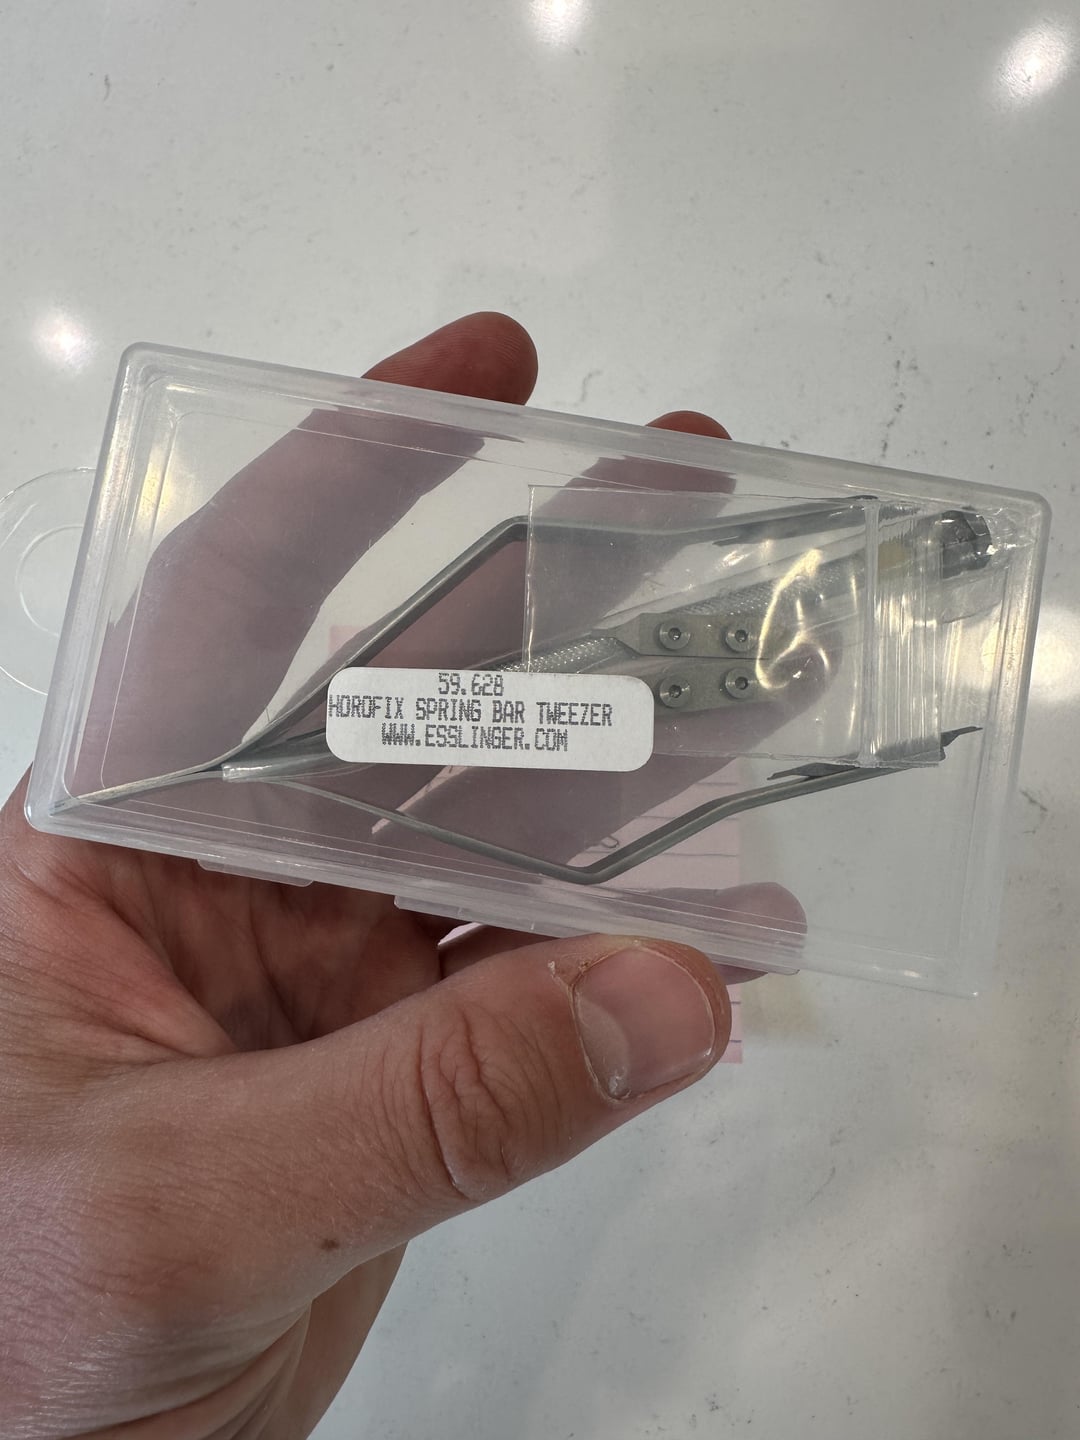 59.628
HOROFIX SPRING BAR TWEEZER
WWW.ESSLINGER.COM